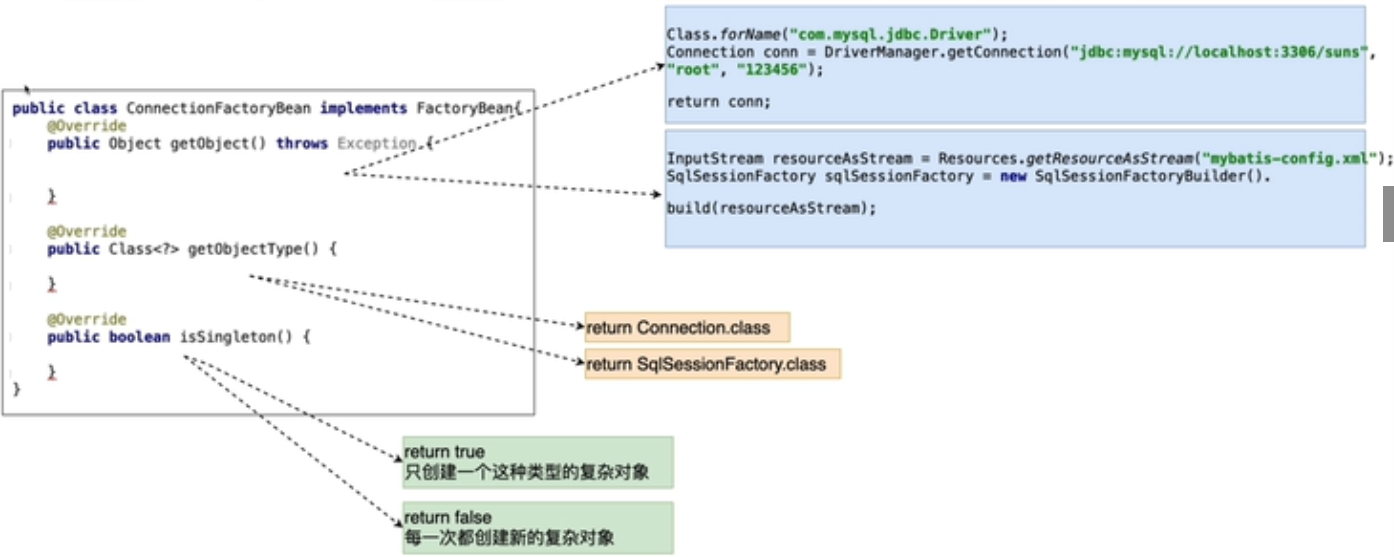 public class ConnectionFactoryBean implements FactoryBean{
@Override
public Object getObject() throws Exception {
}
@Override
public Class<?> getObjectType() {
}
@Override
public boolean isSingleton() {
}
}
Class.forName("com.mysql.jdbc.Driver");
Connection conn = DriverManager.getConnection("jdbc:mysql://localhost:3306/suns",
"root", "123456");
return conn;
InputStream resourceAsStream = Resources.getResourceAsStream("mybatis-config.xml");
SqlSessionFactory sqlSessionFactory = new SqlSessionFactoryBuilder().
build(resourceAsStream);
return Connection.class
return SqlSessionFactory.class
return true
只创建一个这种类型的复杂对象
return false
每一次都创建新的复杂对象